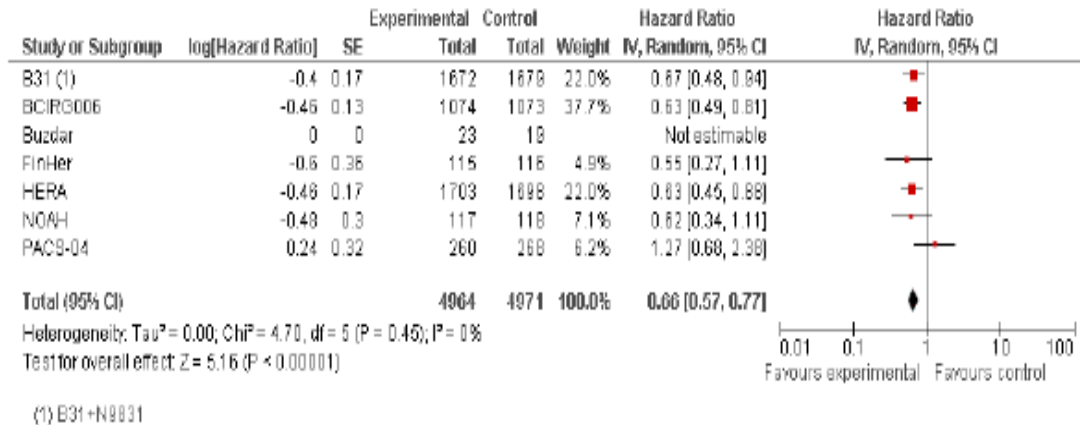 Experimental Control Hazard Ratio Hazard Ratio
Study or Subgroup log[Hazard Ratio] SE Total Total Weight IV, Random, 95% CI IV, Random, 95% CI
B31 (1) -0.4 0.17 1672 1679 22.0% 0.67 [0.48, 0.94]
BCIRG006 -0.46 0.13 1074 1073 37.7% 0.63 [0.49, 0.81]
Buzdar 0 0 23 19 Not estimable
FinHer -0.6 0.36 115 116 4.9% 0.55 [0.27, 1.11]
HERA -0.46 0.17 1703 1698 22.0% 0.63 [0.45, 0.88]
NOAH -0.48 0.3 117 118 7.1% 0.62 [0.34, 1.11]
PACS-04 0.24 0.32 260 268 6.2% 1.27 [0.68, 2.38]
Total (95% CI) 4964 4971 100.0% 0.66 [0.57, 0.77]
Heterogeneity: Tau² = 0.00; Chi² = 4.70, df = 5 (P = 0.45); I² = 0%
Test for overall effect: Z = 5.16 (P < 0.00001)
0.01 0.1 1 10 100
Favours experimental Favours control
(1) B31+N9831